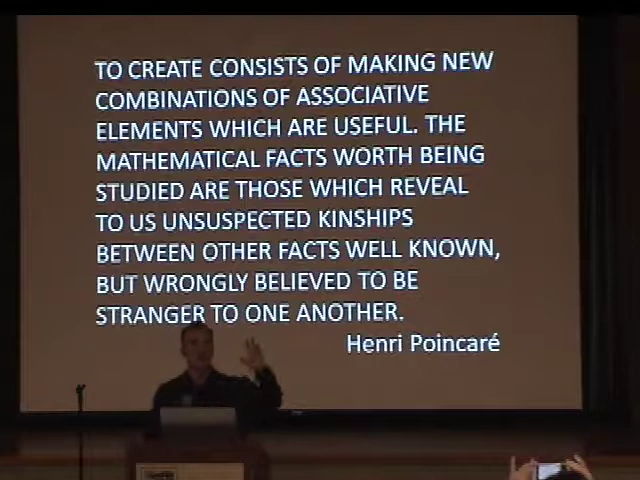 TO CREATE CONSISTS OF MAKING NEW
COMBINATIONS OF ASSOCIATIVE
ELEMENTS WHICH ARE USEFUL. THE
MATHEMATICAL FACTS WORTH BEING
STUDIED ARE THOSE WHICH REVEAL
TO US UNSUSPECTED KINSHIPS
BETWEEN OTHER FACTS WELL KNOWN,
BUT WRONGLY BELIEVED TO BE
STRANGER TO ONE ANOTHER.
Henri Poincaré